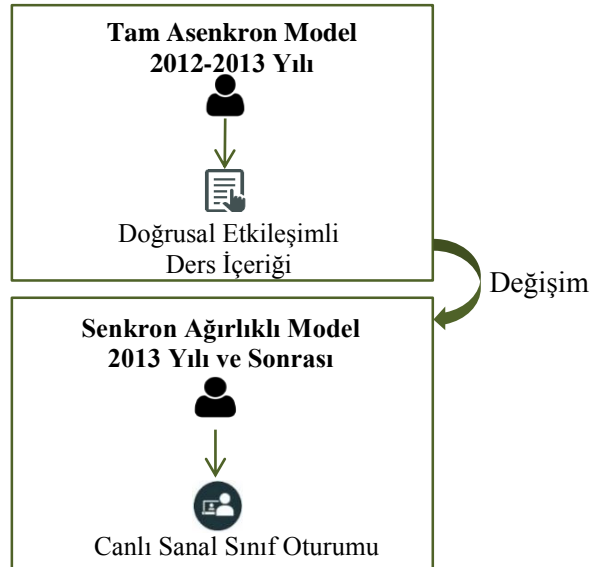 Tam Asenkron Model
2012-2013 Yılı
Doğrusal Etkileşimli
Ders İçeriği
Değişim
Senkron Ağırlıklı Model
2013 Yılı ve Sonrası
Canlı Sanal Sınıf Oturumu